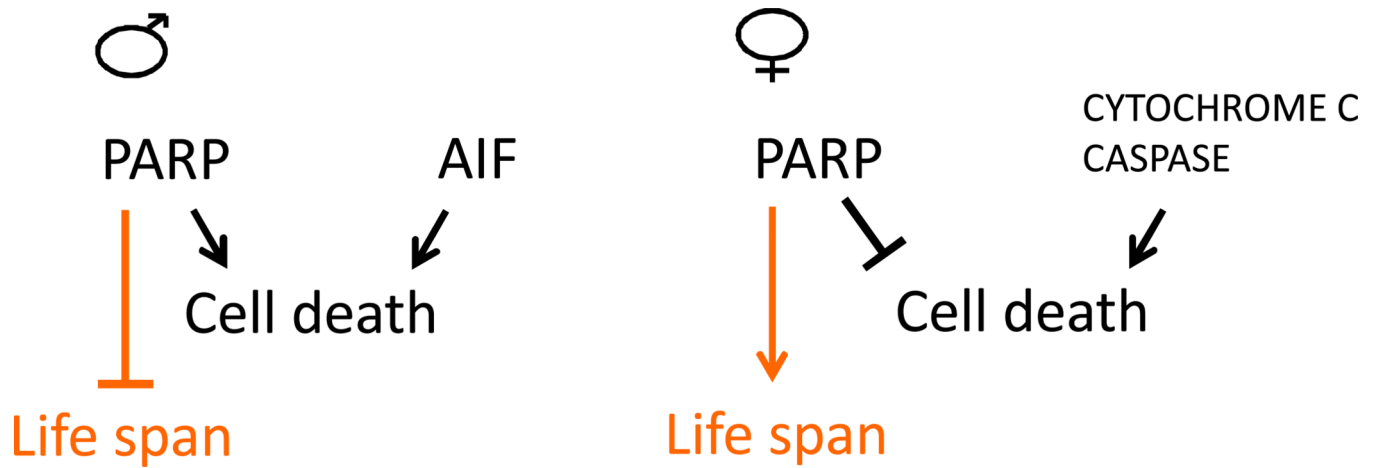 PARP
AIF
Cell death
Life span
PARP
CYTOCHROME C
CASPASE
Cell death
Life span